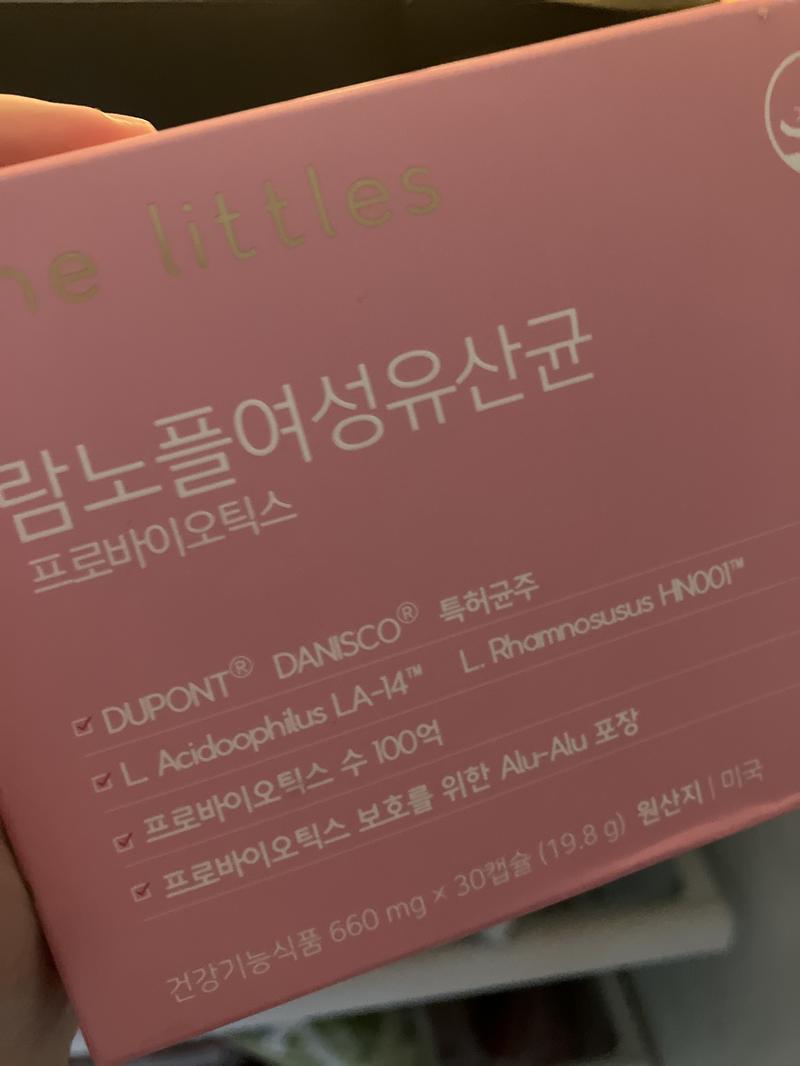 he littles
람노플여성유산균
프로바이오틱스
DUPONT® DANISCO® 특허균주
L. Acidoophilus LA-14™ L. Rhamnosusus HN001™
프로바이오틱스 수 100억
프로바이오틱스 보호를 위한 Alu-Alu 포장
건강기능식품 660 mg × 30캡슐 (19.8 g) 원산지 | 미국